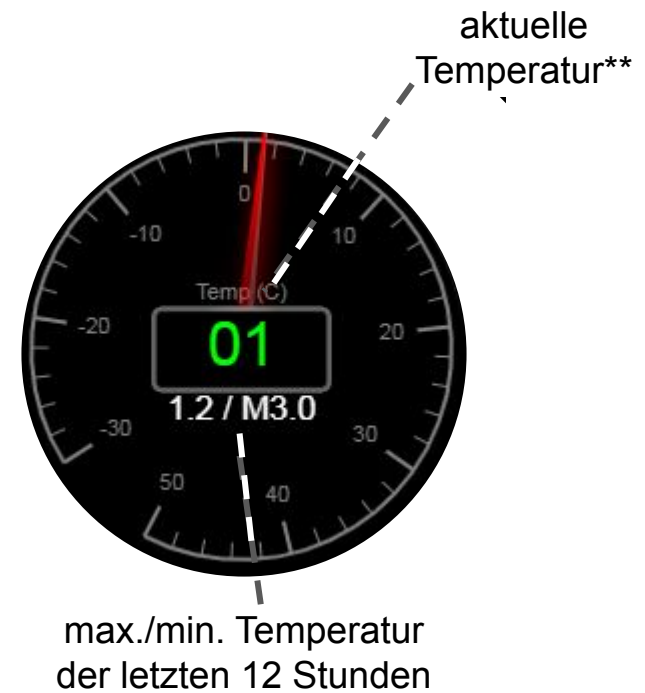 aktuelle
Temperatur**
0
-10
10
Temp (C)
-20
01
20
1.2 / M3.0
-30
30
50
40
max./min. Temperatur
der letzten 12 Stunden